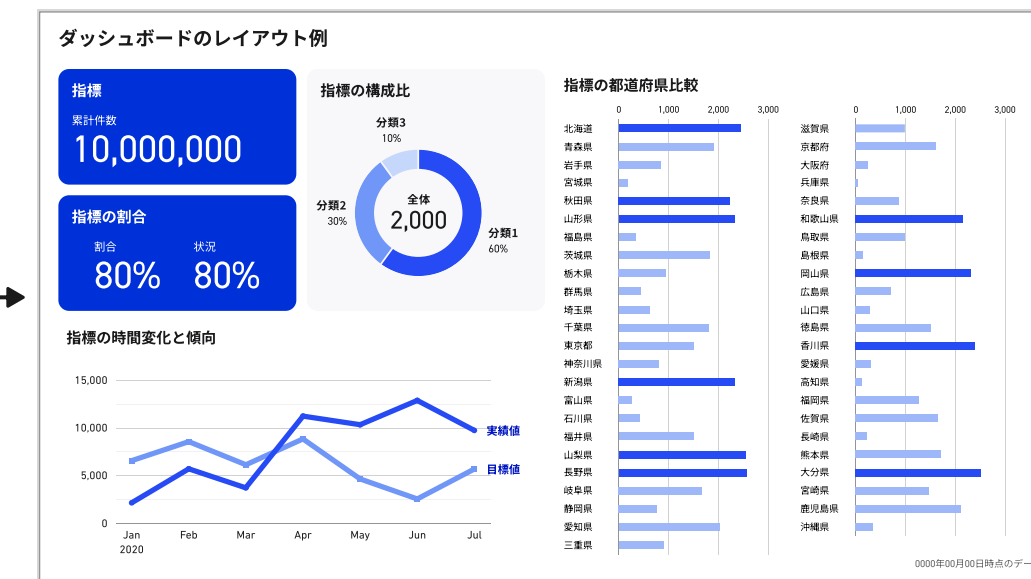 ダッシュボードのレイアウト例
指標
累計件数
10,000,000
指標の割合
割合 状況
80% 80%
指標の構成比
分類3
10%
分類2
30%
全体
2,000
分類1
60%
指標の時間変化と傾向
15,000
10,000
5,000
0
実績値
目標値
Jan Feb Mar Apr May Jun Jul
2020
指標の都道府県比較
0 1,000 2,000 3,000
北海道
青森県
岩手県
宮城県
秋田県
山形県
福島県
茨城県
栃木県
群馬県
埼玉県
千葉県
東京都
神奈川県
新潟県
富山県
石川県
福井県
山梨県
長野県
岐阜県
静岡県
愛知県
三重県
0 1,000 2,000 3,000
滋賀県
京都府
大阪府
兵庫県
奈良県
和歌山県
鳥取県
島根県
岡山県
広島県
山口県
徳島県
香川県
愛媛県
高知県
福岡県
佐賀県
長崎県
熊本県
大分県
宮崎県
鹿児島県
沖縄県
0000年00月00日時点のデー